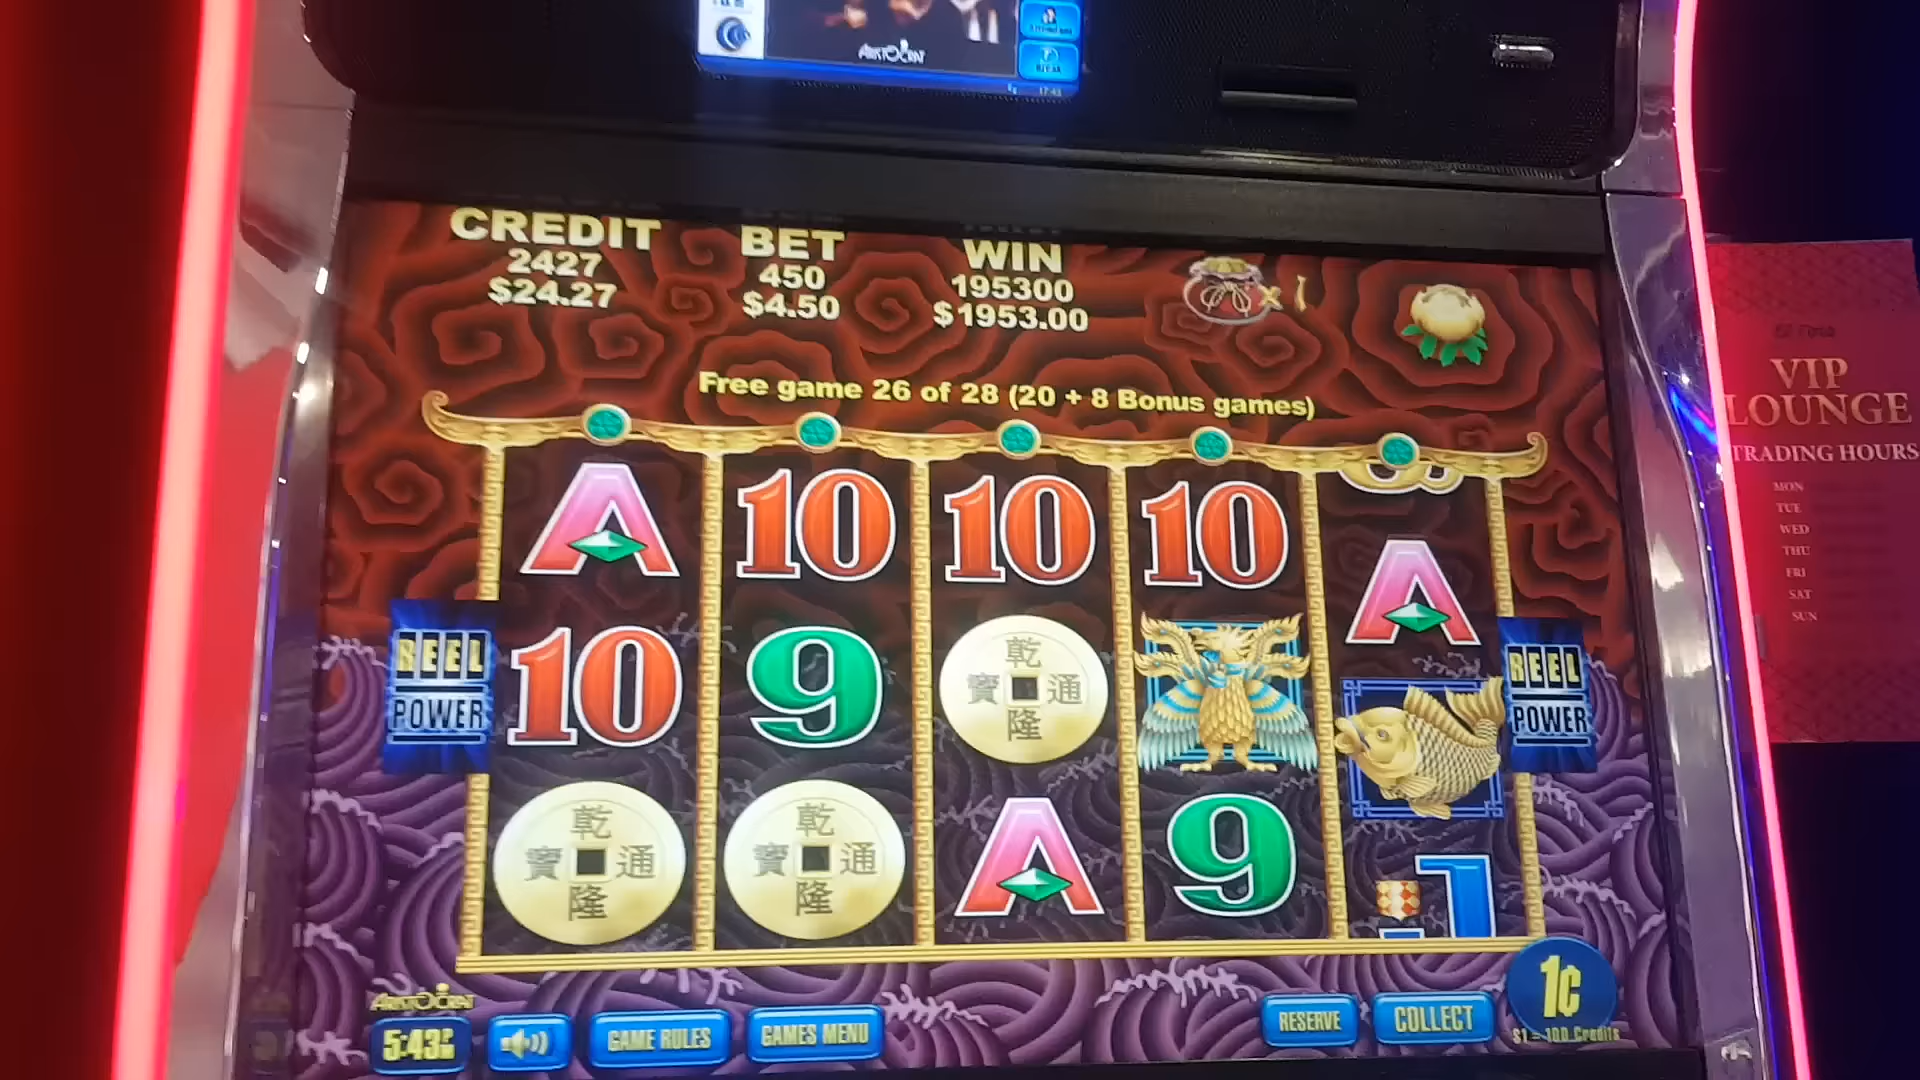 ARISTOCRAT
CREDIT
2427
$24.27
BET
450
$4.50
WIN
195300
$1953.00
x 1
Free game 26 of 28 (20 + 8 Bonus games)
A 10 10 10
A
REEL
POWER
10 9
乾
寶 通
隆
REEL
POWER
乾
寶 通
隆
乾
寶 通
隆
A 9 J
ARISTOCRAT
5:43
GAME RULES
GAMES MENU
RESERVE
COLLECT
1¢
$1 = 100 Credits
VIP
LOUNGE
TRADING HOURS
MON
TUE
WED
THU
FRI
SAT
SUN